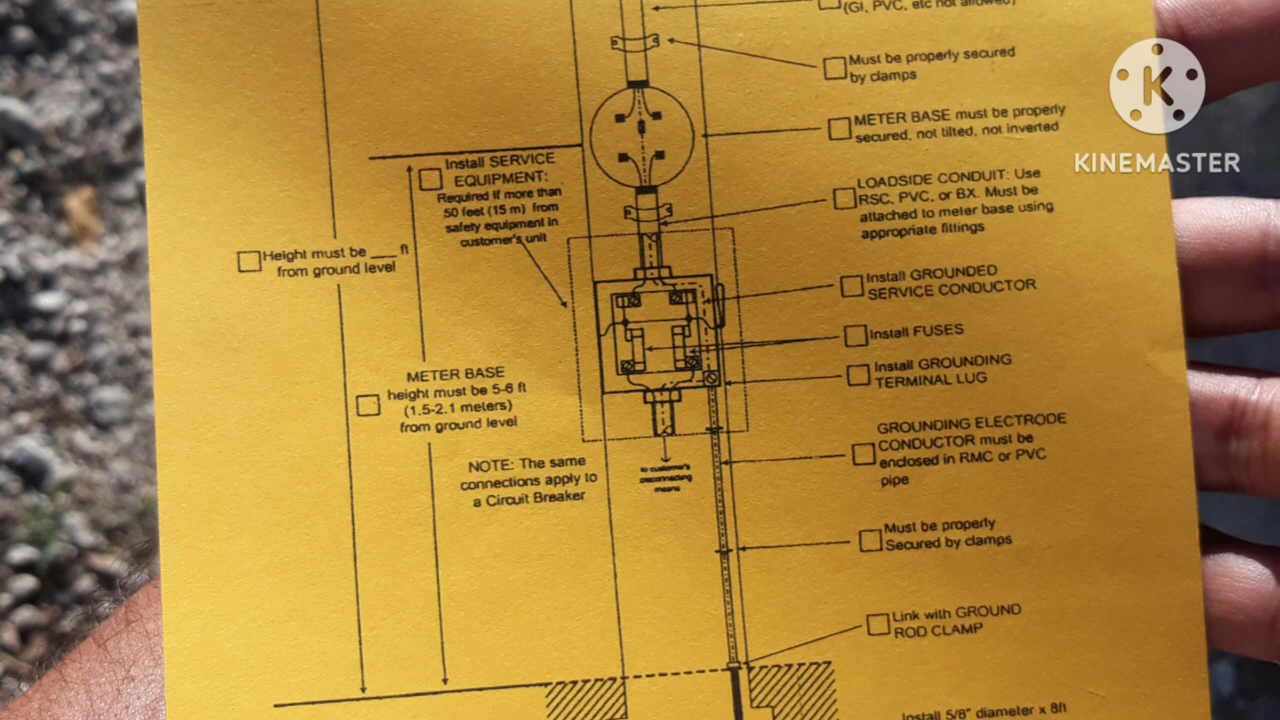 (GI, PVC, etc not allowed)
Must be properly secured
by clamps
METER BASE must be properly
secured, not tilted, not inverted
K
KINEMASTER
Install SERVICE
EQUIPMENT:
Required if more than
50 feet (15 m) from
safety equipment in
customer's unit
LOADSIDE CONDUIT: Use
RSC, PVC, or BX. Must be
attached to meter base using
appropriate fittings
Height must be ___ ft
from ground level
Install GROUNDED
SERVICE CONDUCTOR
Install FUSES
Install GROUNDING
TERMINAL LUG
METER BASE
height must be 5-6 ft
(1.5-2.1 meters)
from ground level
GROUNDING ELECTRODE
CONDUCTOR must be
enclosed in RMC or PVC
pipe
NOTE: The same
connections apply to
a Circuit Breaker
to customer's
disconnecting
means
Must be properly
Secured by clamps
Link with GROUND
ROD CLAMP
Install 5/8" diameter x 8ft